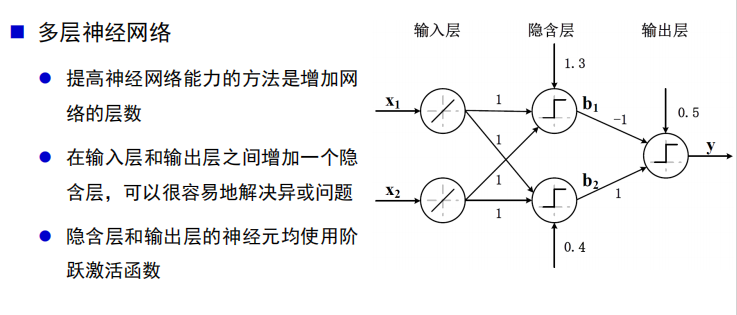 多层神经网络
提高神经网络能力的方法是增加网
络的层数
在输入层和输出层之间增加一个隐
含层，可以很容易地解决异或问题
隐含层和输出层的神经元均使用阶
跃激活函数
输入层 隐含层 输出层
1.3
x1 1 b1
-1 0.5
1
y
x2 1 b2
1 1
0.4